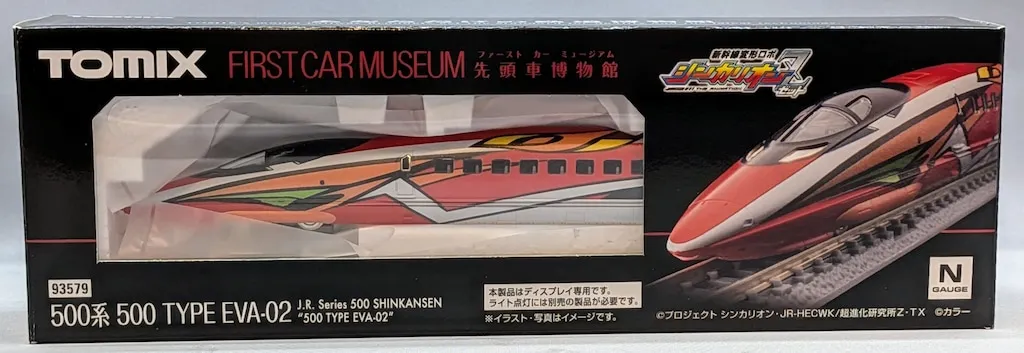 TOMIX
FIRST CAR MUSEUM
ファースト カー ミュージアム
先頭車博物館
新幹線変形ロボ
シンカリオンZ
93579
500系 500 TYPE EVA-02
J.R. Series 500 SHINKANSEN
"500 TYPE EVA-02"
本製品はディスプレイ専用です。
ライト点灯には別売の製品が必要です。
※イラスト・写真はイメージです。
N
GAUGE
©プロジェクト シンカリオン・JR-HECWK/超進化研究所Z・TX ©カラー